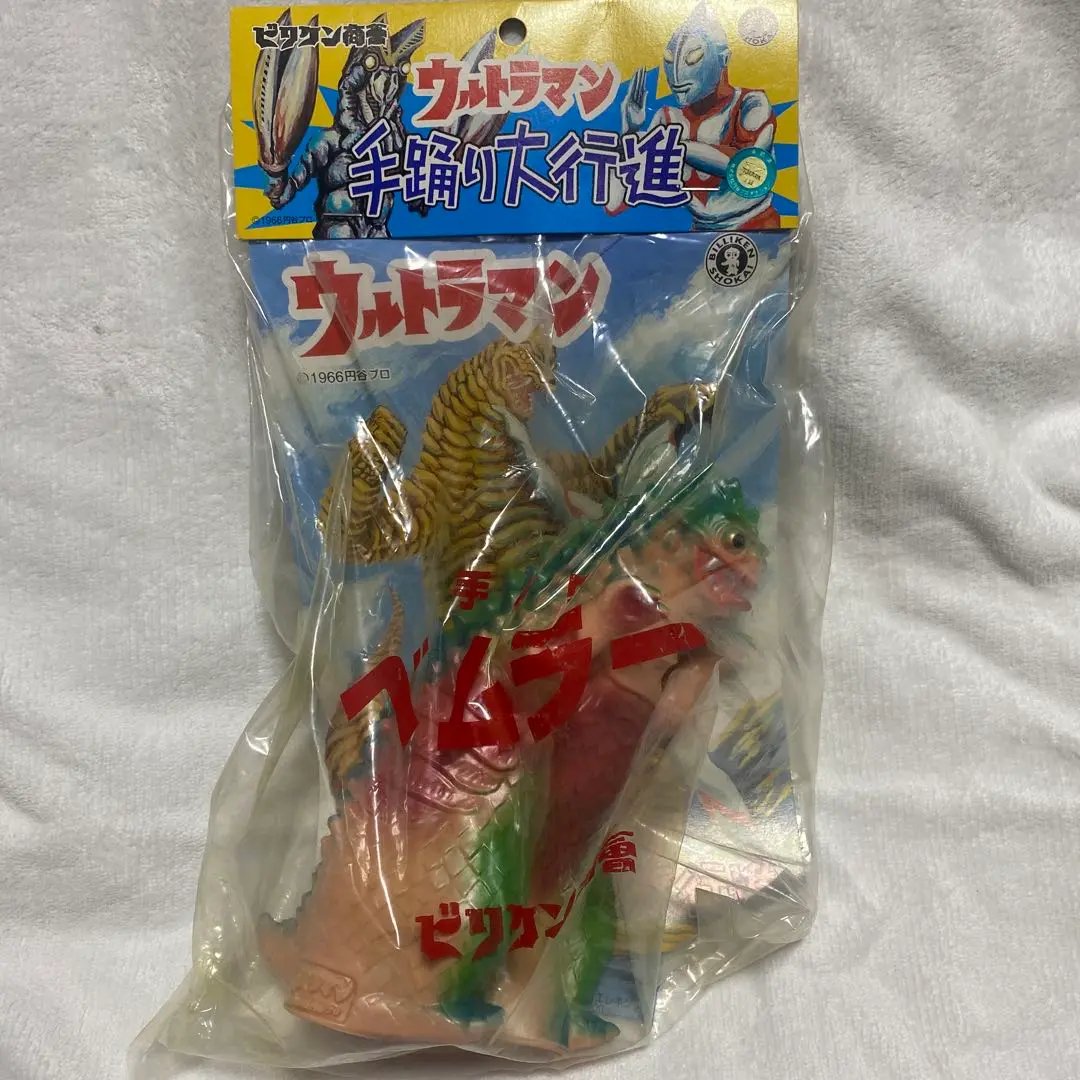 ビリケン商会
ウルトラマン
手踊り大行進
©1966円谷プロ
BILLIKEN
SHOKAI
ウルトラマン
©1966円谷プロ
ゴムラー
ビリケン